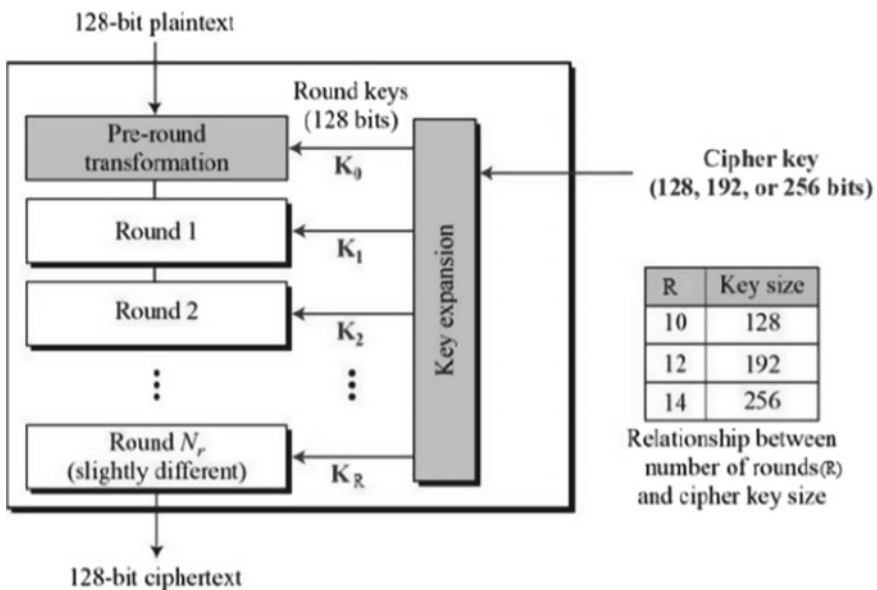 128-bit plaintext
Round keys
(128 bits)
Pre-round
transformation
K₀
Cipher key
(128, 192, or 256 bits)
Round 1
K₁
Round 2
K₂
Key expansion
Round Nᵣ
(slightly different)
K_R
128-bit ciphertext
R Key size
10 128
12 192
14 256
Relationship between
number of rounds(R)
and cipher key size